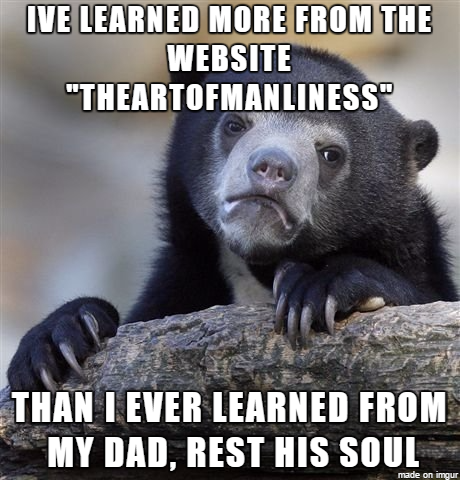 IVE LEARNED MORE FROM THE
WEBSITE
"THEARTOFMANLINESS"
THAN I EVER LEARNED FROM
MY DAD, REST HIS SOUL
made on imgur